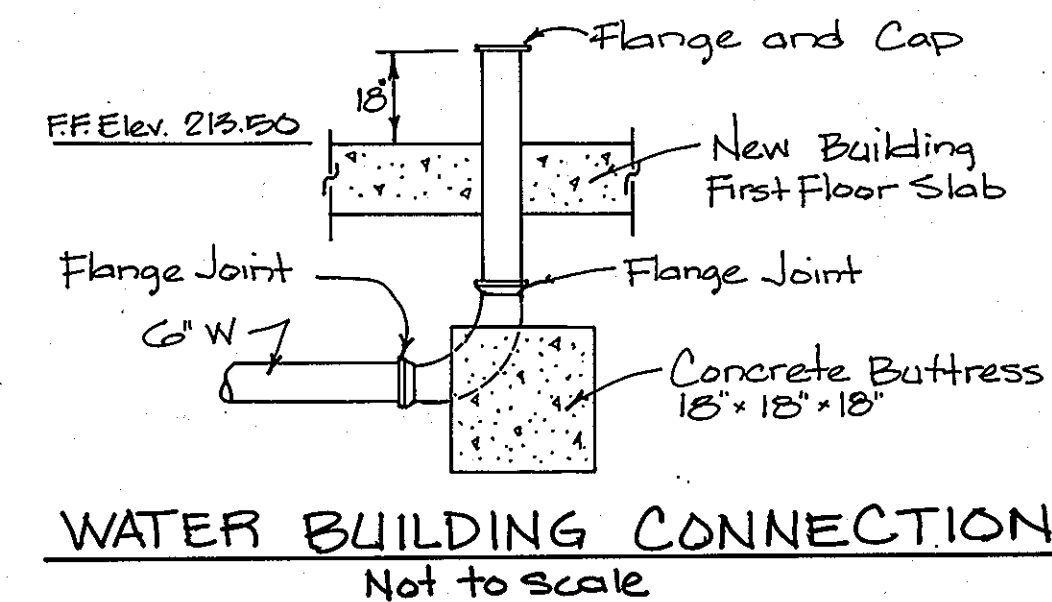 Flange and Cap
18"
F.F. Elev. 213.50
New Building
First Floor Slab
Flange Joint
Flange Joint
6" W
Concrete Buttress
18" x 18" x 18"
WATER BUILDING CONNECTION
Not to scale